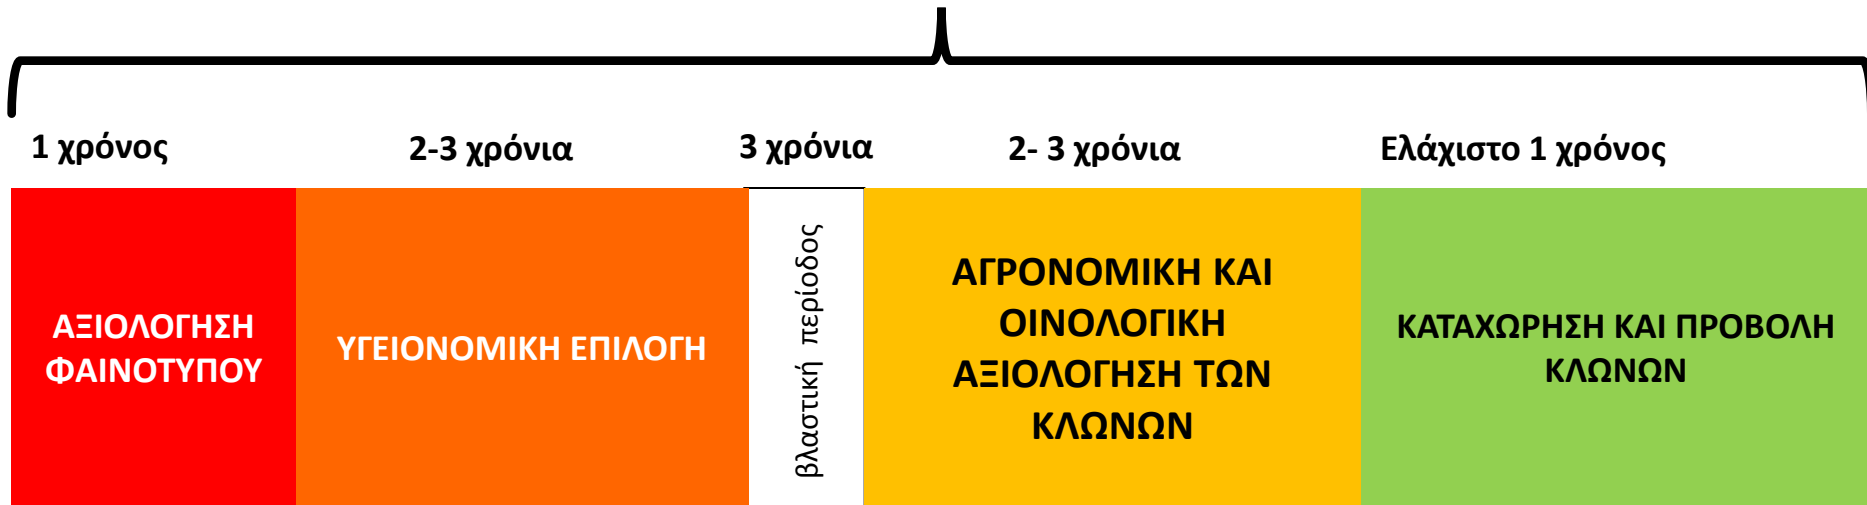 1 χρόνος
2-3 χρόνια
3 χρόνια
2- 3 χρόνια
Ελάχιστο 1 χρόνος
ΑΞΙΟΛΟΓΗΣΗ
ΦΑΙΝΟΤΥΠΟΥ
ΥΓΕΙΟΝΟΜΙΚΗ ΕΠΙΛΟΓΗ
βλαστική περίοδος
ΑΓΡΟΝΟΜΙΚΗ ΚΑΙ
ΟΙΝΟΛΟΓΙΚΗ
ΑΞΙΟΛΟΓΗΣΗ ΤΩΝ
ΚΛΩΝΩΝ
ΚΑΤΑΧΩΡΗΣΗ ΚΑΙ ΠΡΟΒΟΛΗ
ΚΛΩΝΩΝ